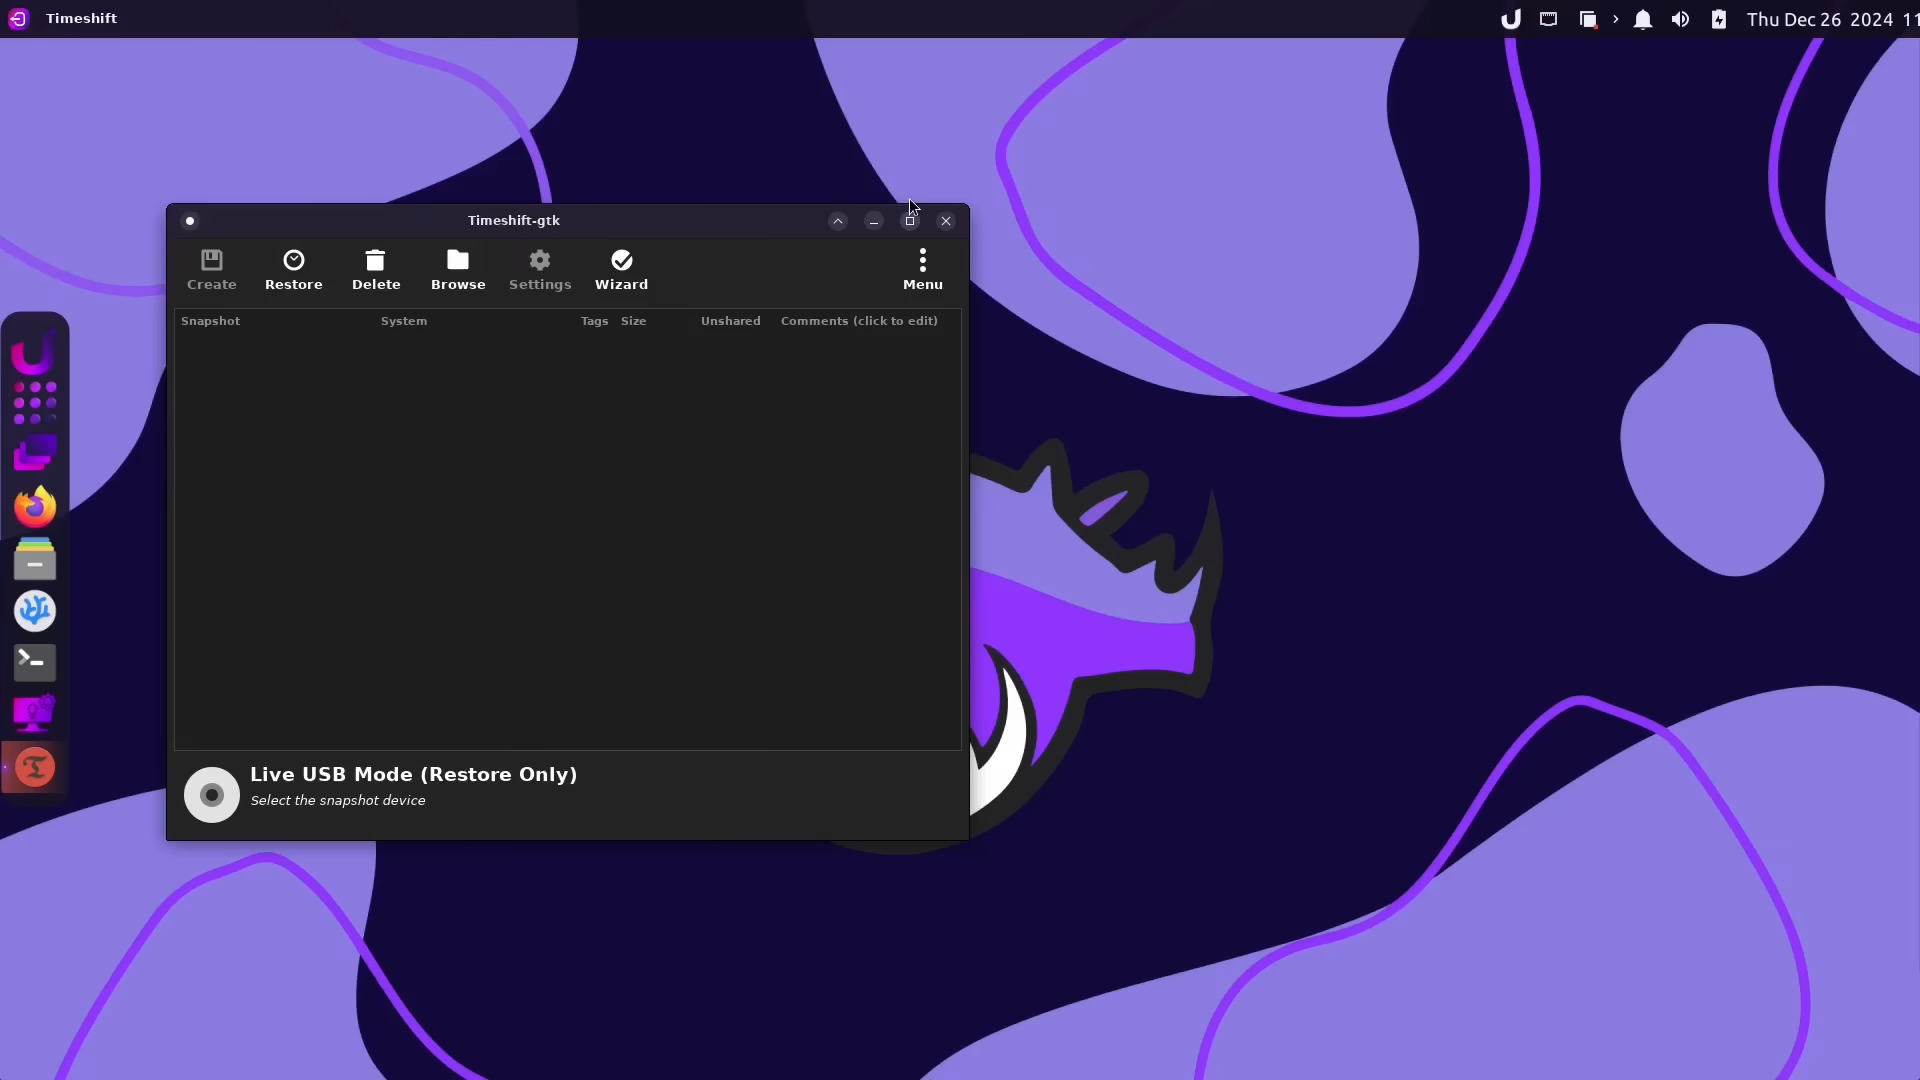 Timeshift
Thu Dec 26 2024 11
Timeshift-gtk
Create Restore Delete Browse Settings Wizard Menu
Snapshot System Tags Size Unshared Comments (click to edit)
Live USB Mode (Restore Only)
Select the snapshot device